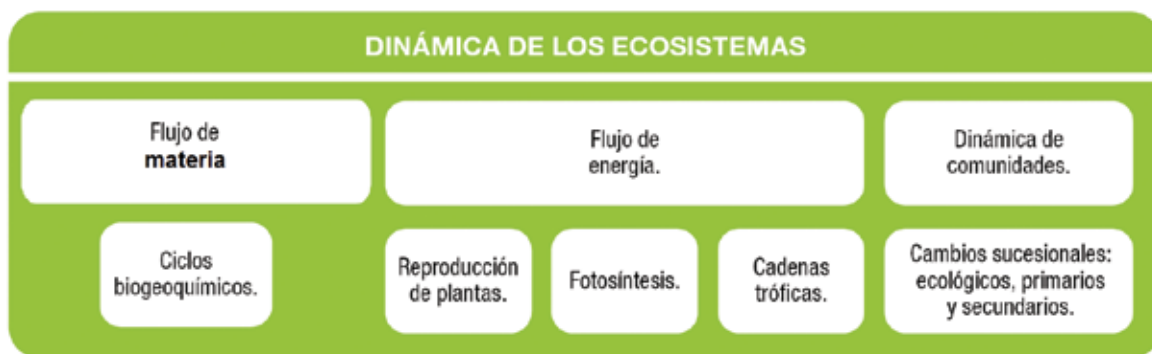 DINÁMICA DE LOS ECOSISTEMAS
Flujo de
materia
Flujo de
energía.
Dinámica de
comunidades.
Ciclos
biogeoquímicos.
Reproducción
de plantas.
Fotosíntesis.
Cadenas
tróficas.
Cambios sucesionales:
ecológicos, primarios
y secundarios.